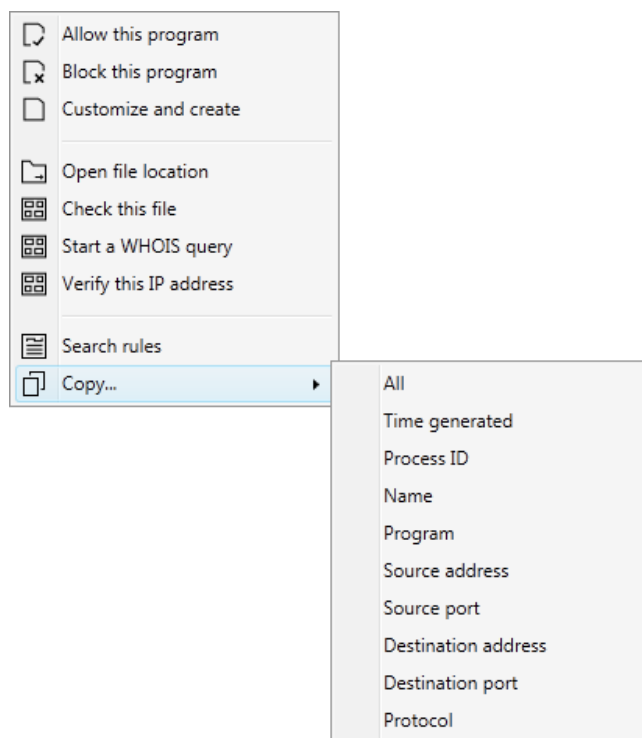 Allow this program
Block this program
Customize and create
Open file location
Check this file
Start a WHOIS query
Verify this IP address
Search rules
Copy...
All
Time generated
Process ID
Name
Program
Source address
Source port
Destination address
Destination port
Protocol